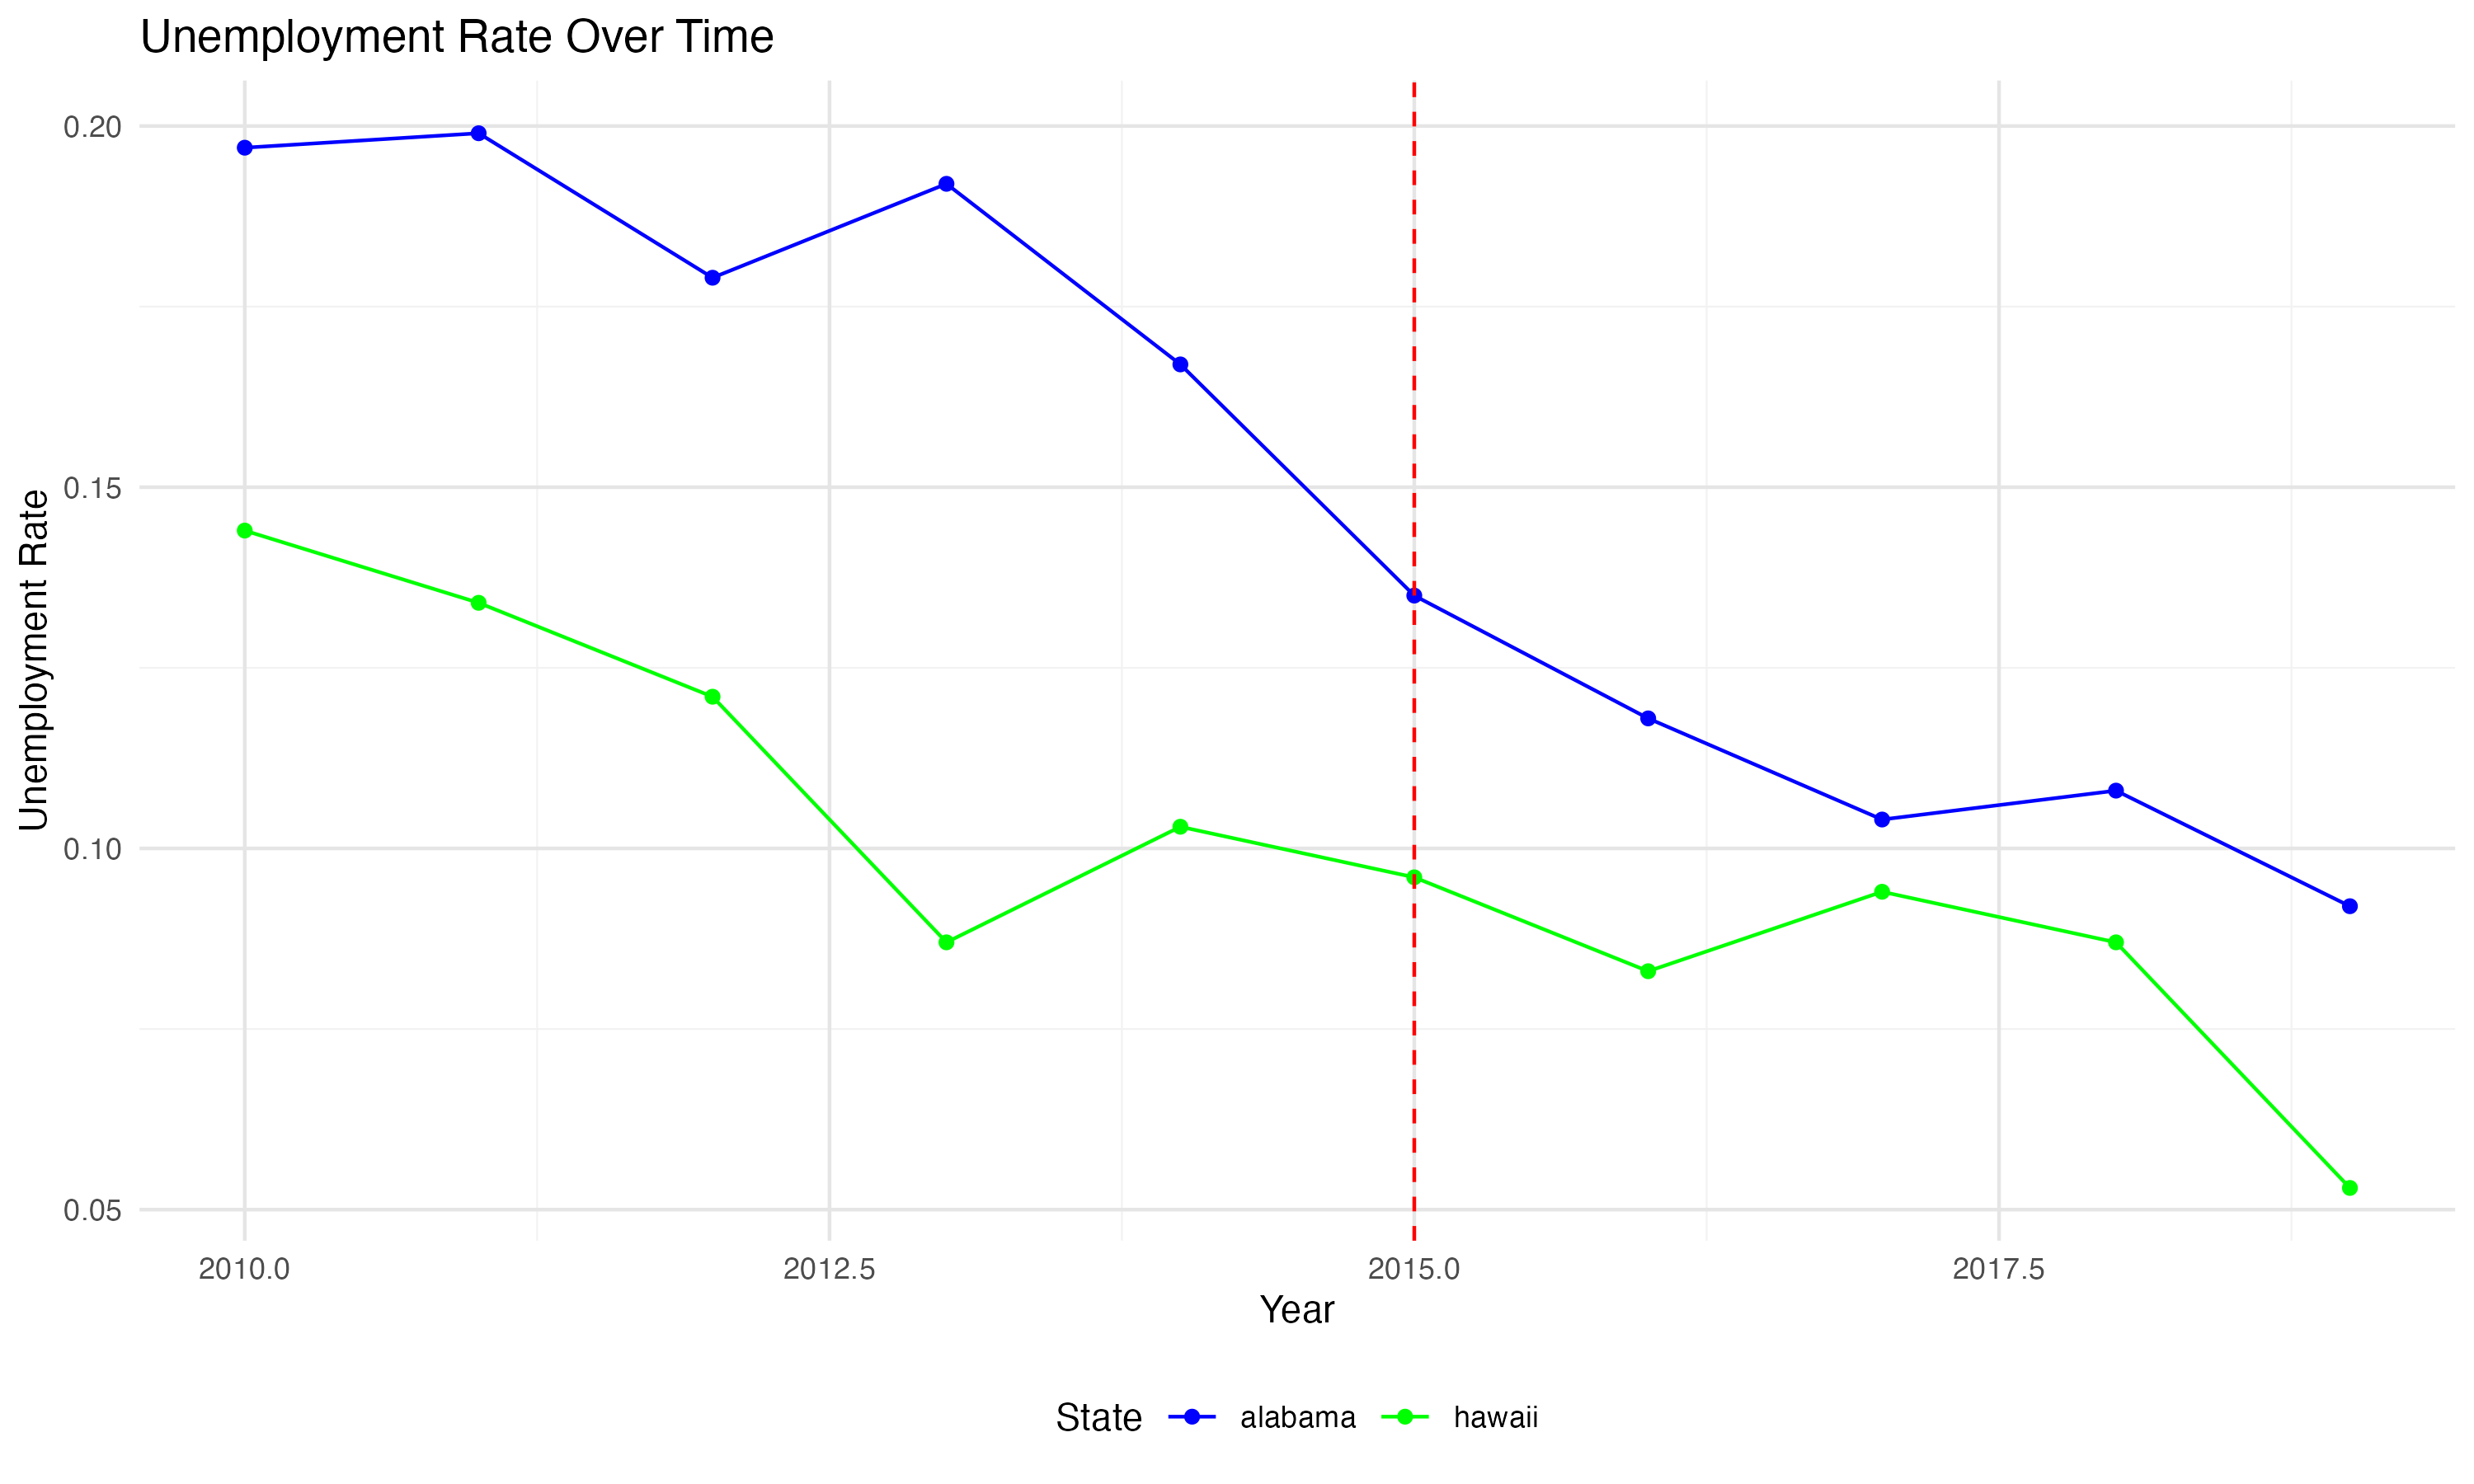 Unemployment Rate Over Time
Unemployment Rate
0.20
0.15
0.10
0.05
2010.0 2012.5 2015.0 2017.5
Year
State alabama hawaii